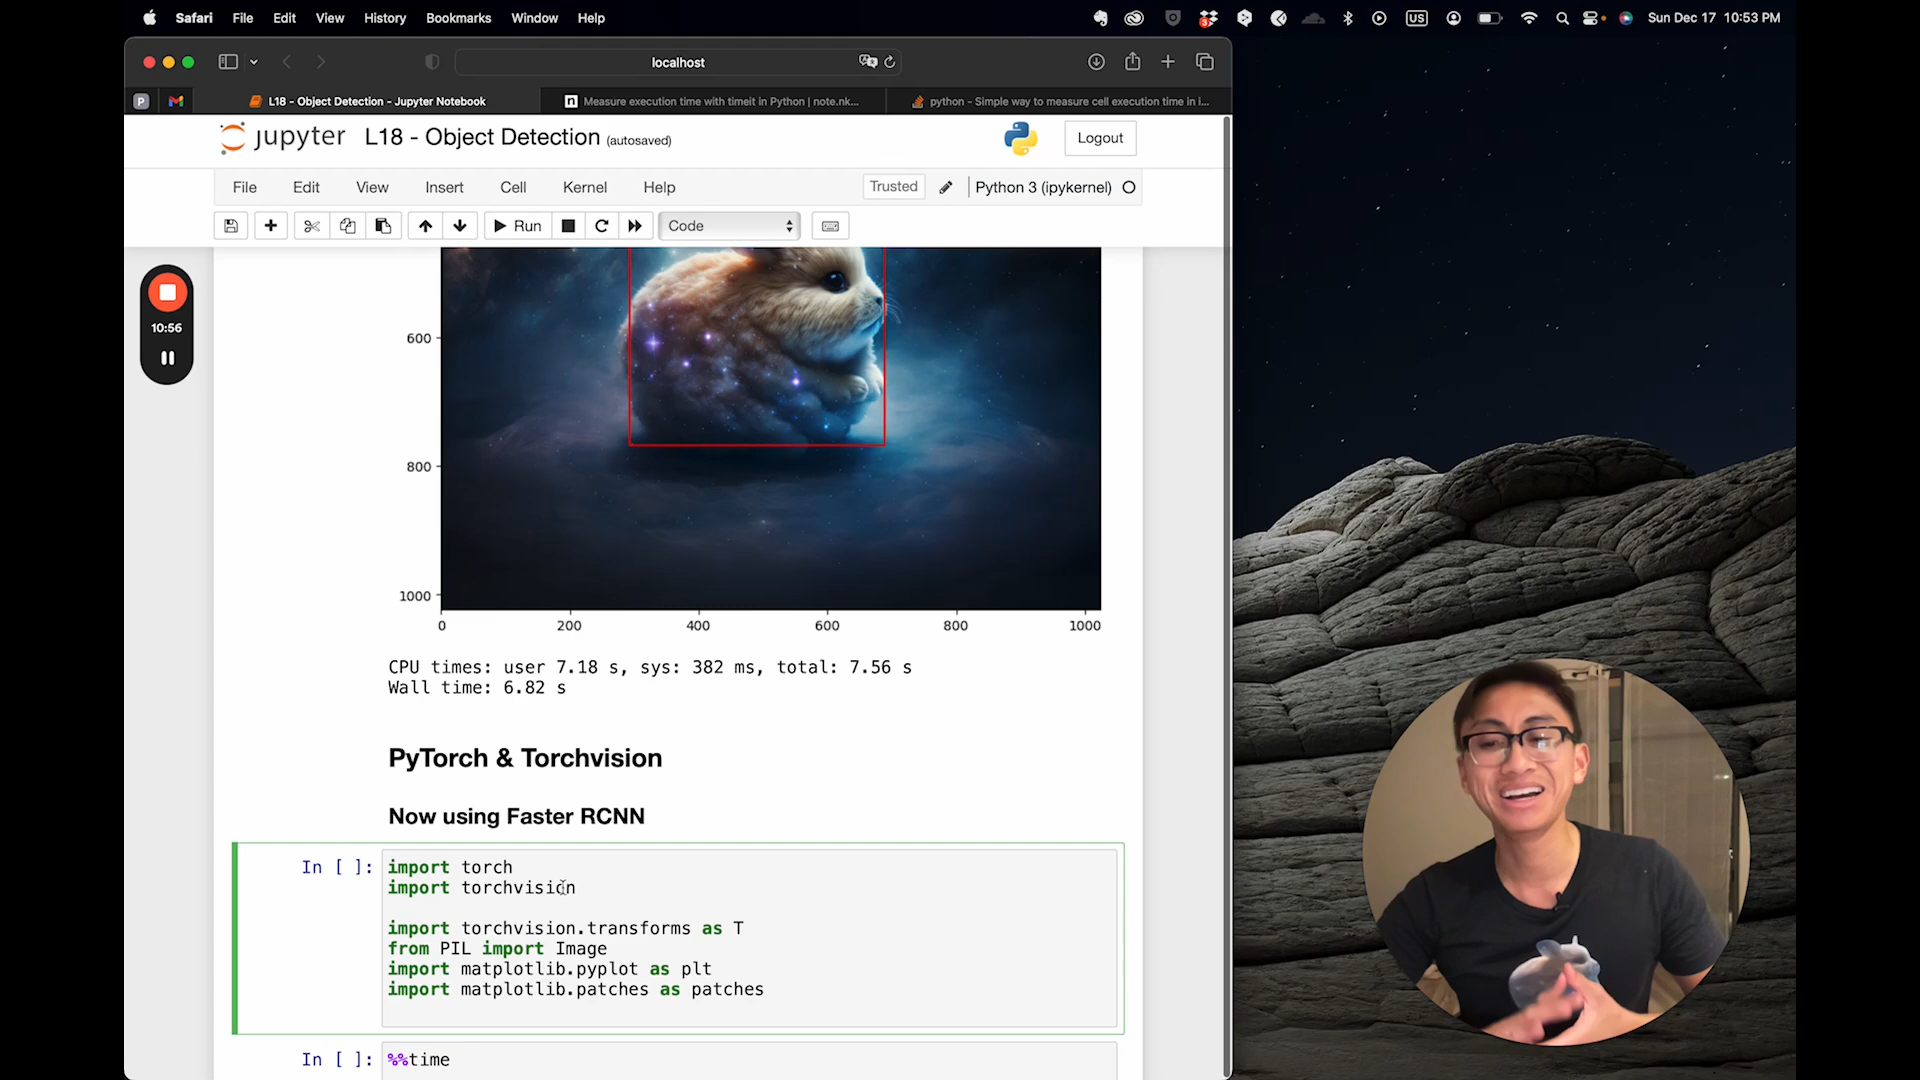 Safari File Edit View History Bookmarks Window Help
3
US
Sun Dec 17 10:53 PM
localhost
P
L18 - Object Detection - Jupyter Notebook
Measure execution time with timeit in Python | note.nk...
python - Simple way to measure cell execution time in i...
jupyter L18 - Object Detection (autosaved)
Logout
File Edit View Insert Cell Kernel Help
Trusted
Python 3 (ipykernel)
Run
Code
10:56
600
800
1000
0 200 400 600 800 1000
CPU times: user 7.18 s, sys: 382 ms, total: 7.56 s
Wall time: 6.82 s
PyTorch & Torchvision
Now using Faster RCNN
In [ ]:
import torch
import torchvision
import torchvision.transforms as T
from PIL import Image
import matplotlib.pyplot as plt
import matplotlib.patches as patches
In [ ]:
%%time